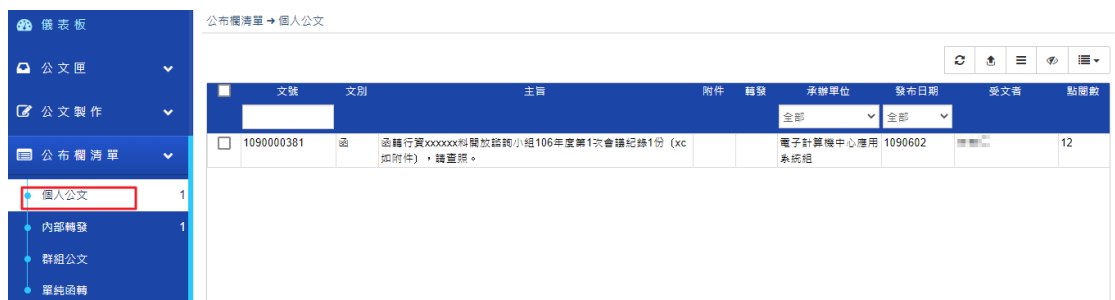 儀表板
公文匣
公文製作
公布欄清單
個人公文 1
內部轉發 1
群組公文
單純函轉
公布欄清單 ➔ 個人公文
文號 文別 主旨 附件 轉發 承辦單位 發布日期 受文者 點閱數
全部 全部
1090000381 函 函轉行資xxxxxx料開放諮詢小組106年度第1次會議紀錄1份 (xc 電子計算機中心應用 1090602 12
如附件) ,請查照。 系統組